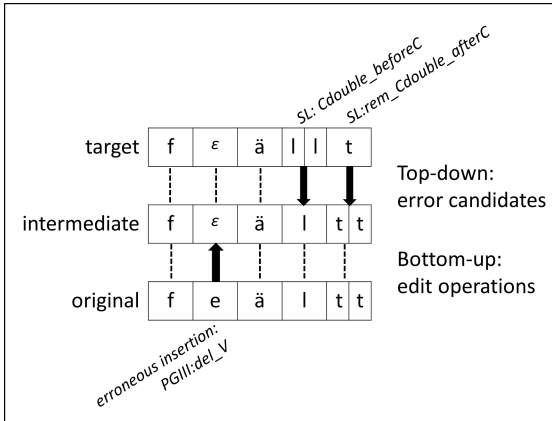 SL: Cdouble_beforeC
SL:rem_Cdouble_afterC
target f ε ä l l t
Top-down:
error candidates
intermediate f ε ä l t t
Bottom-up:
edit operations
original f e ä l t t
erroneous insertion:
PGIII:del_V